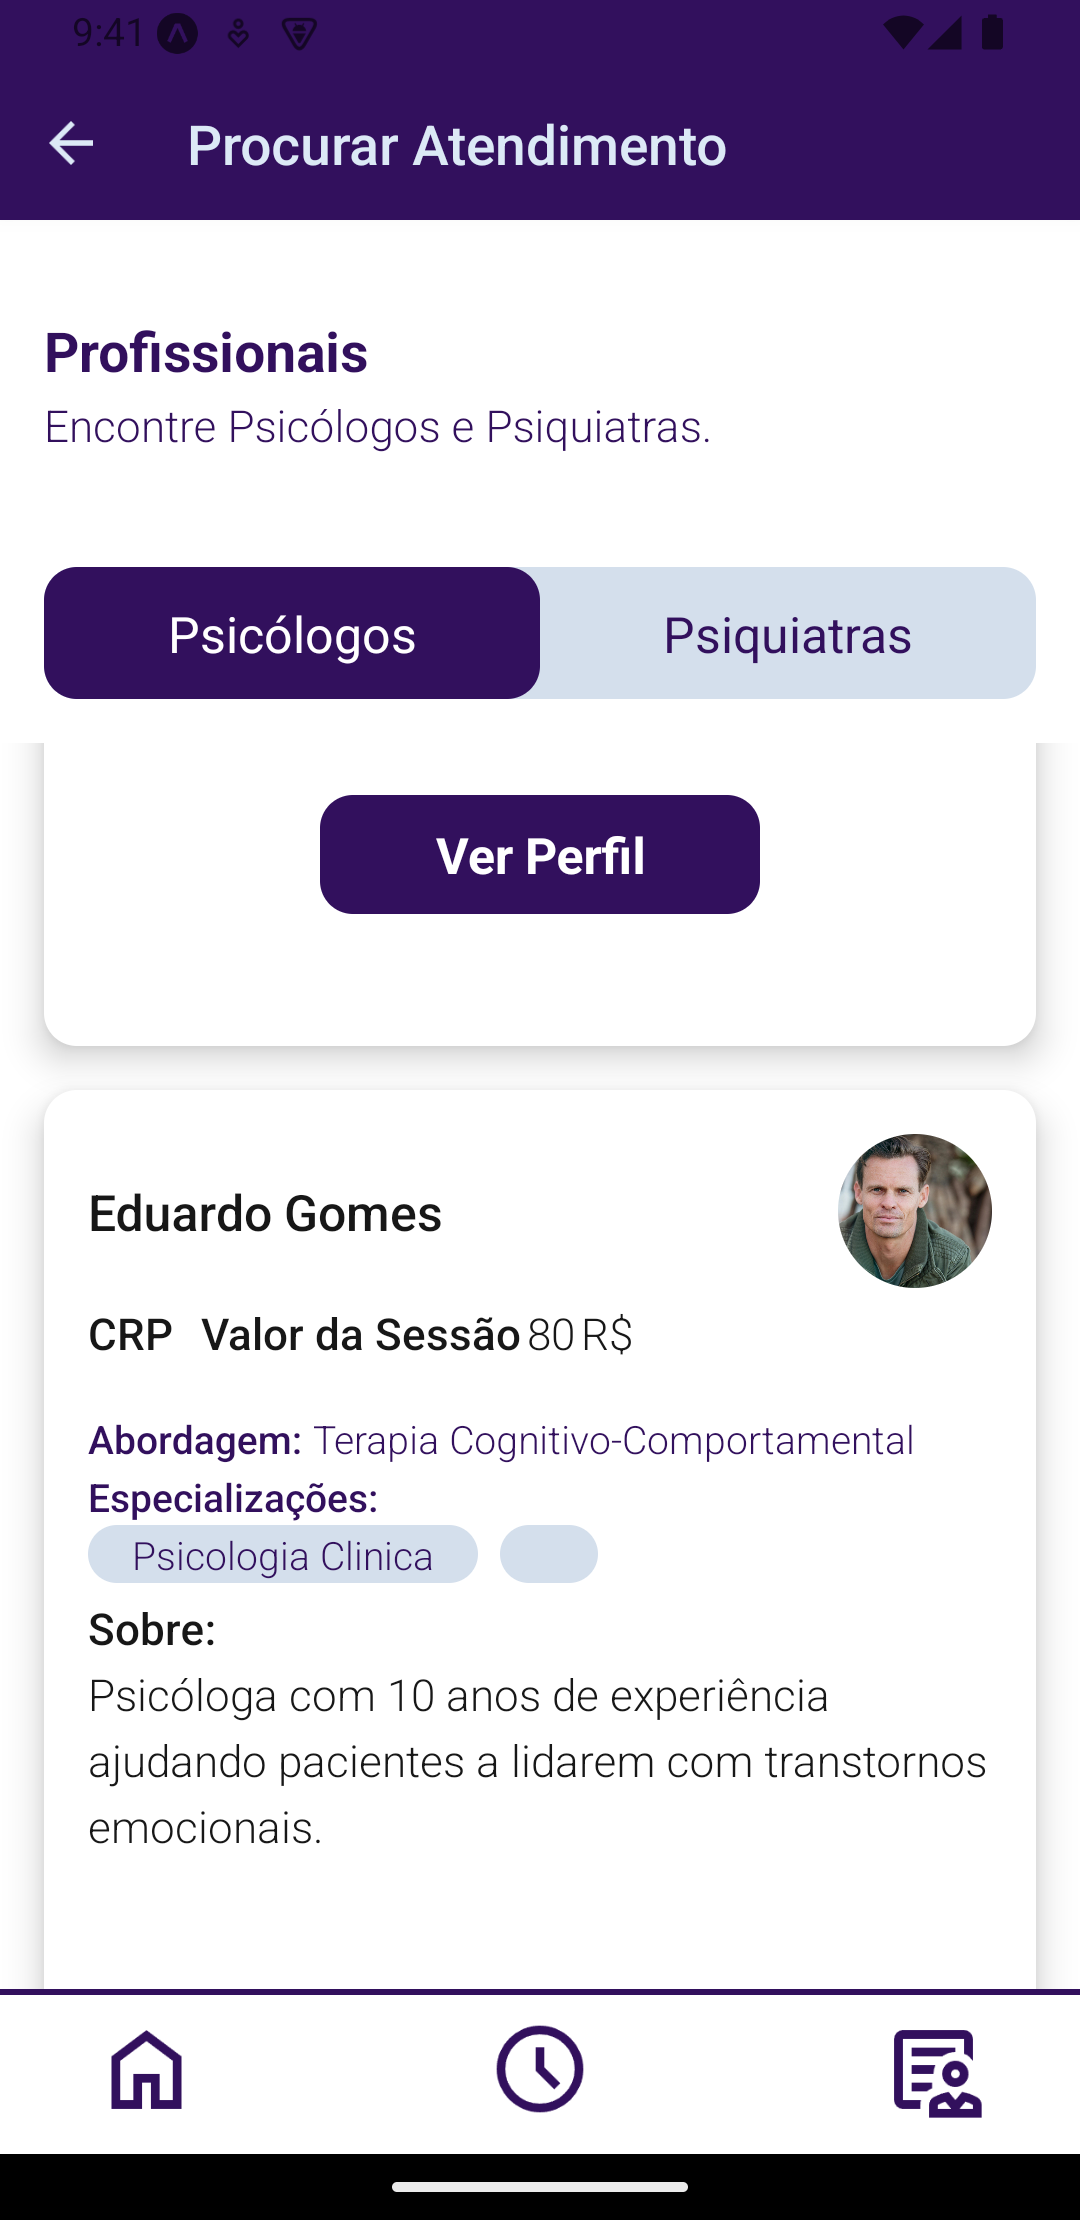 9:41
Procurar Atendimento
Profissionais
Encontre Psicólogos e Psiquiatras.
Psicólogos
Psiquiatras
Ver Perfil
Eduardo Gomes
CRP Valor da Sessão 80 R$
Abordagem: Terapia Cognitivo-Comportamental
Especializações:
Psicologia Clinica
Sobre:
Psicóloga com 10 anos de experiência
ajudando pacientes a lidarem com transtornos
emocionais.